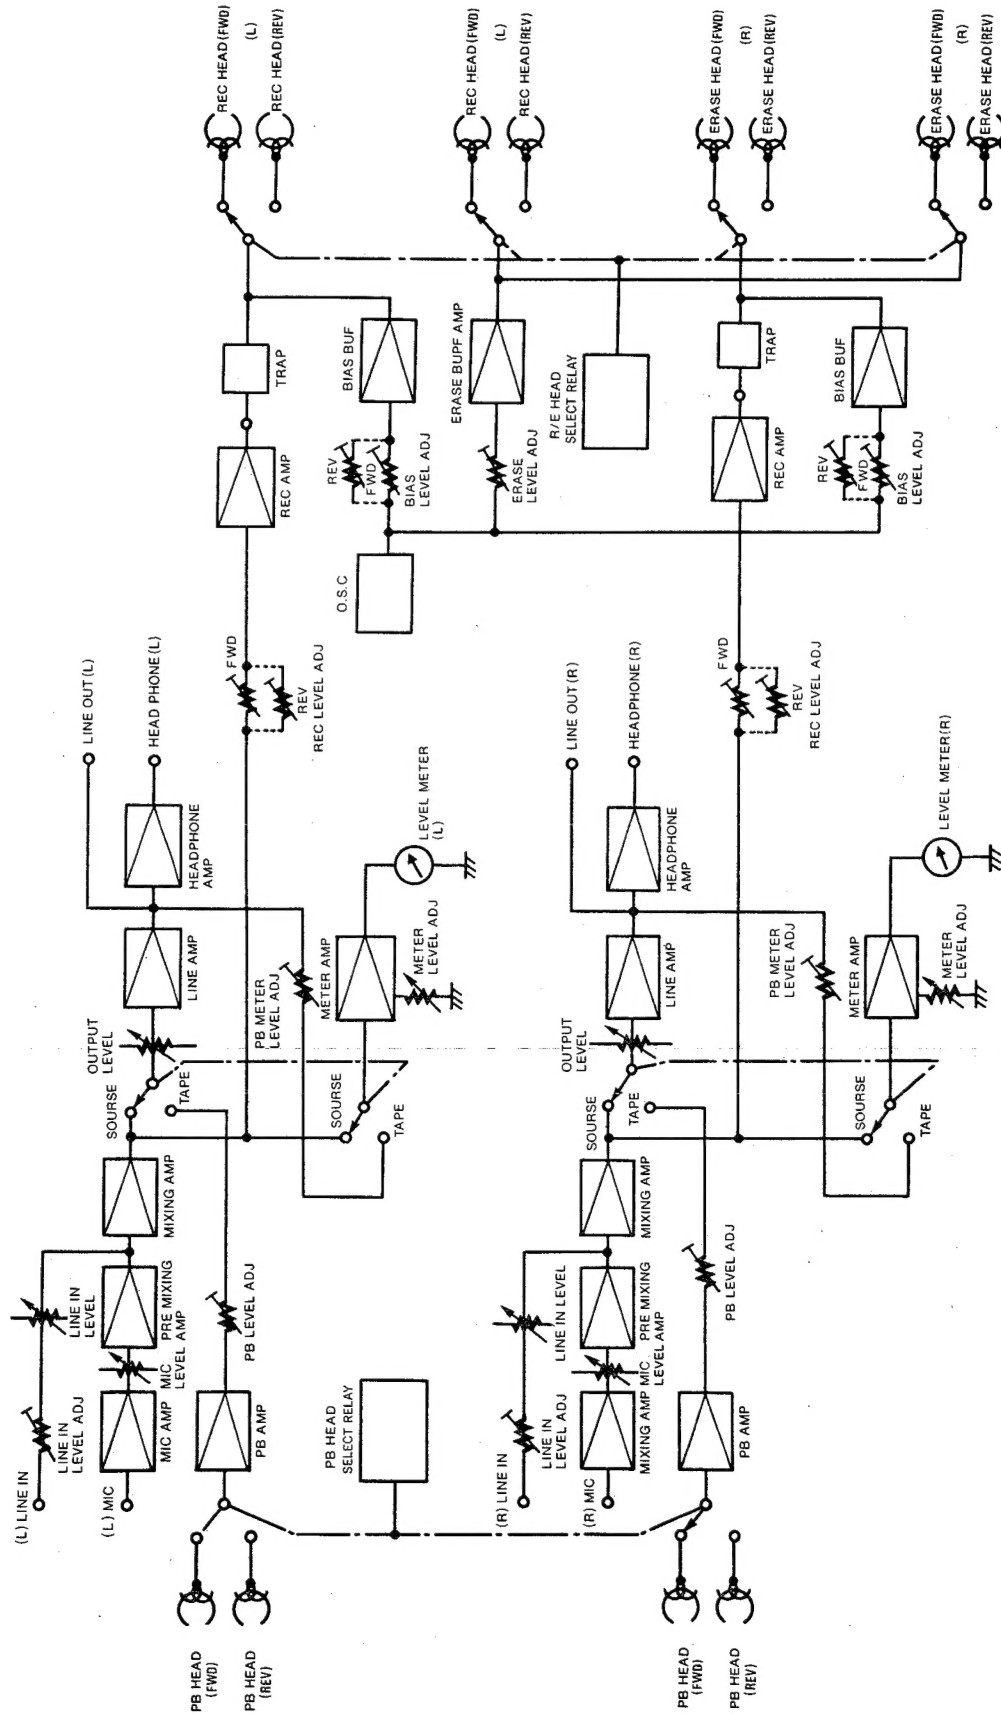 (L) LINE IN
LINE IN
LEVEL ADJ
LINE IN
LEVEL
(L) MIC
MIC AMP
MIC
LEVEL AMP
PRE MIXING
MIXING AMP
SOURSE
TAPE
OUTPUT
LEVEL
LINE AMP
HEADPHONE
AMP
LINE OUT (L)
HEAD PHONE (L)
PB HEAD
(FWD)
PB HEAD
(REV)
PB AMP
PB LEVEL ADJ
PB METER
LEVEL ADJ
SOURSE
TAPE
METER AMP
METER
LEVEL ADJ
LEVEL METER
(L)
FWD
REV
REC LEVEL ADJ
REC AMP
TRAP
REC HEAD (FWD)
(L)
REC HEAD (REV)
O.S.C
REV
FWD
BIAS
LEVEL ADJ
BIAS BUF
ERASE
LEVEL ADJ
ERASE BUPF AMP
REC HEAD (FWD)
(L)
REC HEAD (REV)
PB HEAD
SELECT RELAY
R/E HEAD
SELECT RELAY
(R) LINE IN
LINE IN
LEVEL ADJ
LINE IN LEVEL
(R) MIC
MIXING AMP
MIC
LEVEL AMP
PRE MIXING
MIXING AMP
SOURSE
TAPE
OUTPUT
LEVEL
LINE AMP
HEADPHONE
AMP
LINE OUT (R)
HEADPHONE (R)
PB HEAD
(FWD)
PB HEAD
(REV)
PB AMP
PB LEVEL ADJ
PB METER
LEVEL ADJ
SOURSE
TAPE
METER AMP
METER
LEVEL ADJ
LEVEL METER(R)
FWD
REV
REC LEVEL ADJ
REC AMP
TRAP
ERASE HEAD (FWD)
(R)
ERASE HEAD (REV)
REV
FWD
BIAS
LEVEL ADJ
BIAS BUF
ERASE HEAD (FWD)
(R)
ERASE HEAD (REV)